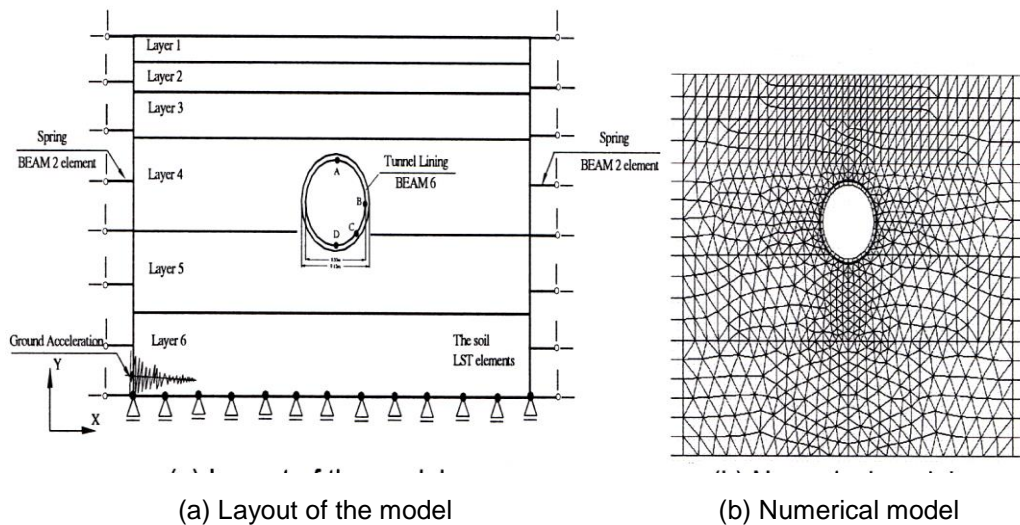 Layer 1
Layer 2
Layer 3
Spring
BEAM 2 element
Layer 4
Tunnel Lining
BEAM 6
Spring
BEAM 2 element
A
B
C
D
Layer 5
Ground Acceleration
Layer 6
The soil
LST elements
Y
X
(a) Layout of the model
(b) Numerical model